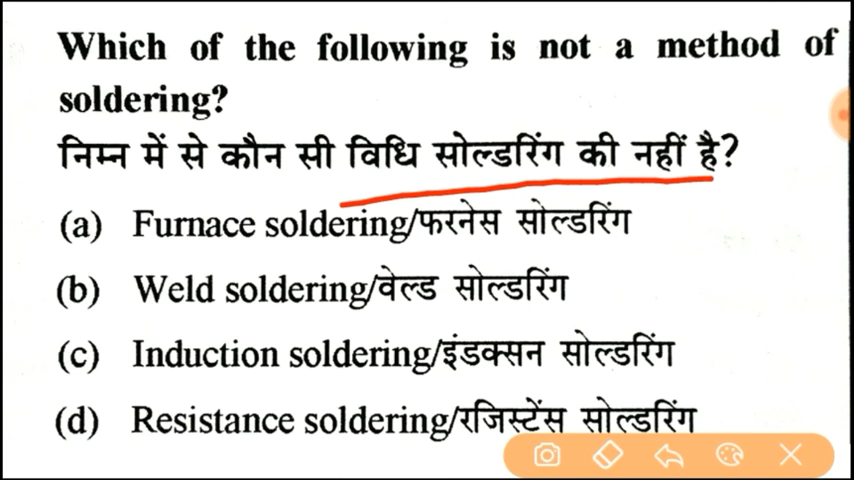 Which of the following is not a method of
soldering?
निम्न में से कौन सी विधि सोल्डरिंग की नहीं है?
(a) Furnace soldering/फरनेस सोल्डरिंग
(b) Weld soldering/वेल्ड सोल्डरिंग
(c) Induction soldering/इंडक्सन सोल्डरिंग
(d) Resistance soldering/रजिस्टेंस सोल्डरिंग